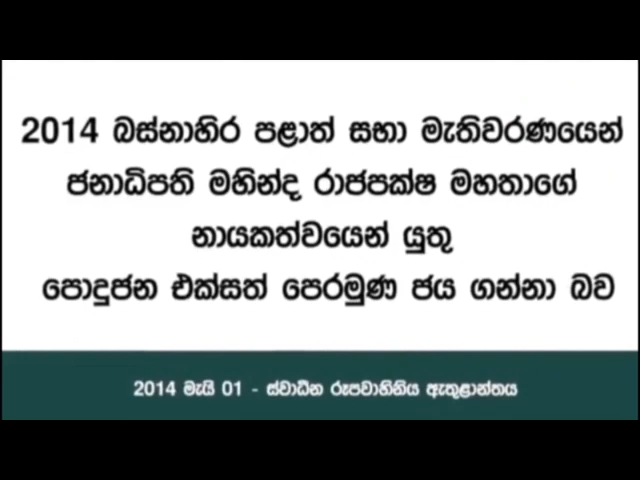 2014 බස්නාහිර පළාත් සභා මැතිවරණයෙන්
ජනාධිපති මහින්ද රාජපක්ෂ මහතාගේ
නායකත්වයෙන් යුතු
පොදුජන එක්සත් පෙරමුණ ජය ගන්නා බව
2014 මැයි 01 - ස්වාධීන රූපවාහිනිය ඇතුළාන්තය